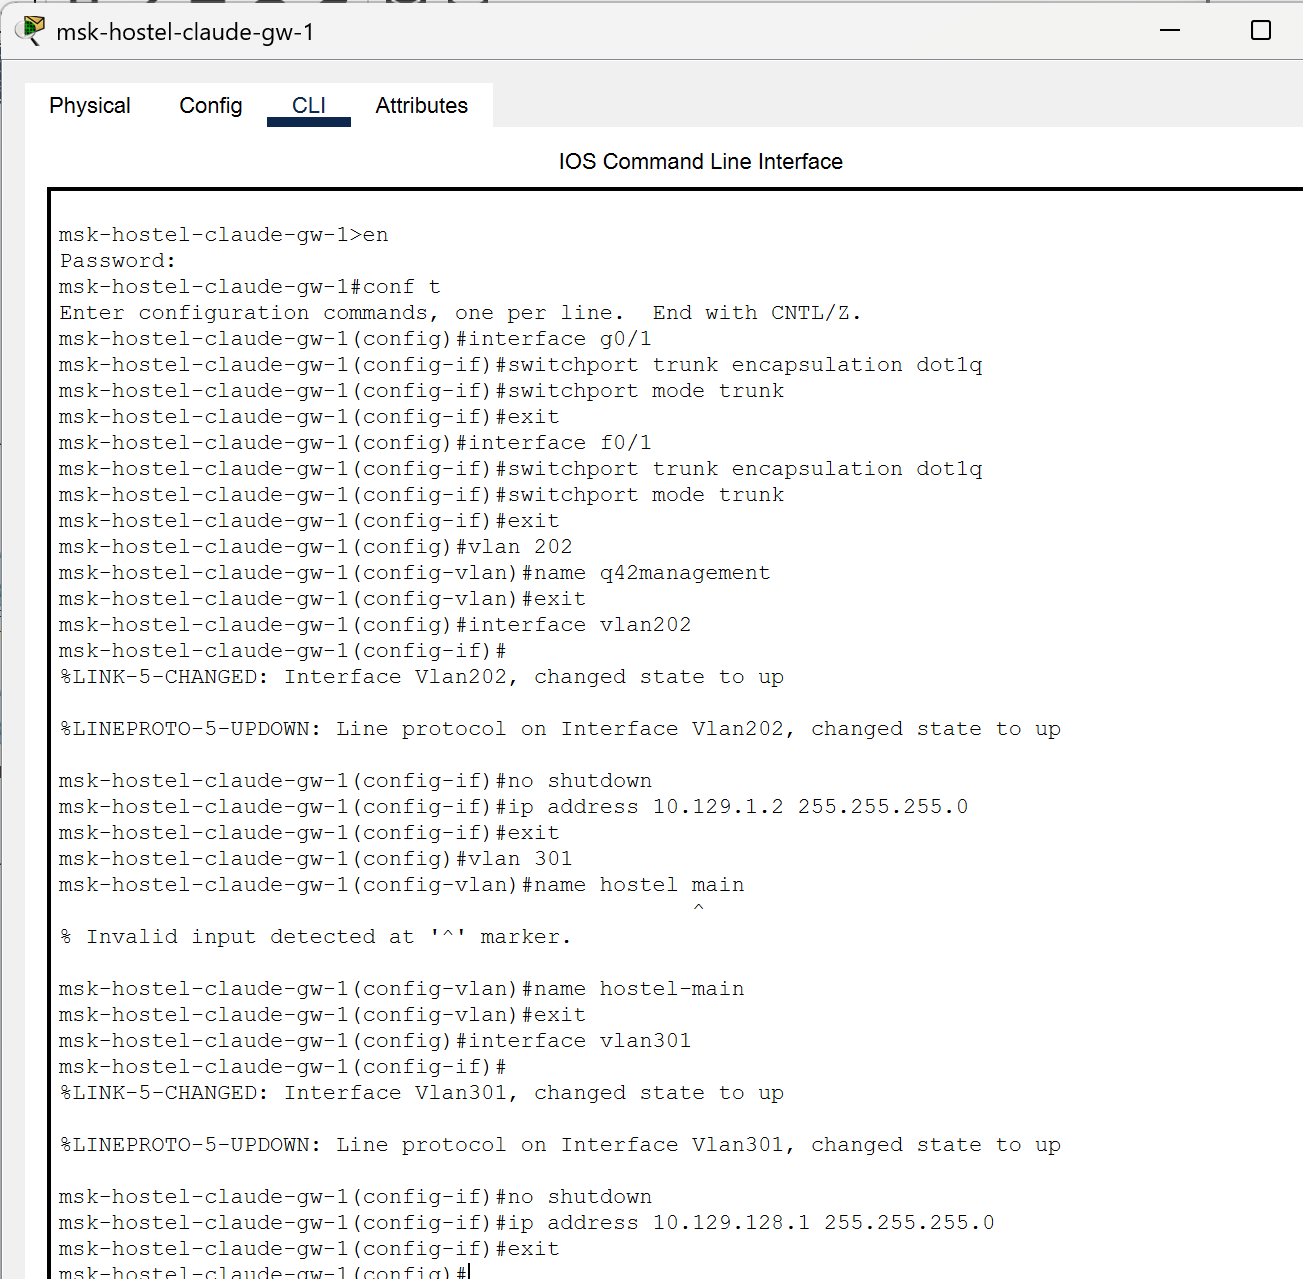 msk-hostel-claude-gw-1
Physical Config CLI Attributes
IOS Command Line Interface
msk-hostel-claude-gw-1>en
Password:
msk-hostel-claude-gw-1#conf t
Enter configuration commands, one per line.  End with CNTL/Z.
msk-hostel-claude-gw-1(config)#interface g0/1
msk-hostel-claude-gw-1(config-if)#switchport trunk encapsulation dot1q
msk-hostel-claude-gw-1(config-if)#switchport mode trunk
msk-hostel-claude-gw-1(config-if)#exit
msk-hostel-claude-gw-1(config)#interface f0/1
msk-hostel-claude-gw-1(config-if)#switchport trunk encapsulation dot1q
msk-hostel-claude-gw-1(config-if)#switchport mode trunk
msk-hostel-claude-gw-1(config-if)#exit
msk-hostel-claude-gw-1(config)#vlan 202
msk-hostel-claude-gw-1(config-vlan)#name q42management
msk-hostel-claude-gw-1(config-vlan)#exit
msk-hostel-claude-gw-1(config)#interface vlan202
msk-hostel-claude-gw-1(config-if)#
%LINK-5-CHANGED: Interface Vlan202, changed state to up
%LINEPROTO-5-UPDOWN: Line protocol on Interface Vlan202, changed state to up
msk-hostel-claude-gw-1(config-if)#no shutdown
msk-hostel-claude-gw-1(config-if)#ip address 10.129.1.2 255.255.255.0
msk-hostel-claude-gw-1(config-if)#exit
msk-hostel-claude-gw-1(config)#vlan 301
msk-hostel-claude-gw-1(config-vlan)#name hostel main
^
% Invalid input detected at '^' marker.
msk-hostel-claude-gw-1(config-vlan)#name hostel-main
msk-hostel-claude-gw-1(config-vlan)#exit
msk-hostel-claude-gw-1(config)#interface vlan301
msk-hostel-claude-gw-1(config-if)#
%LINK-5-CHANGED: Interface Vlan301, changed state to up
%LINEPROTO-5-UPDOWN: Line protocol on Interface Vlan301, changed state to up
msk-hostel-claude-gw-1(config-if)#no shutdown
msk-hostel-claude-gw-1(config-if)#ip address 10.129.128.1 255.255.255.0
msk-hostel-claude-gw-1(config-if)#exit
msk-hostel-claude-gw-1(config)#